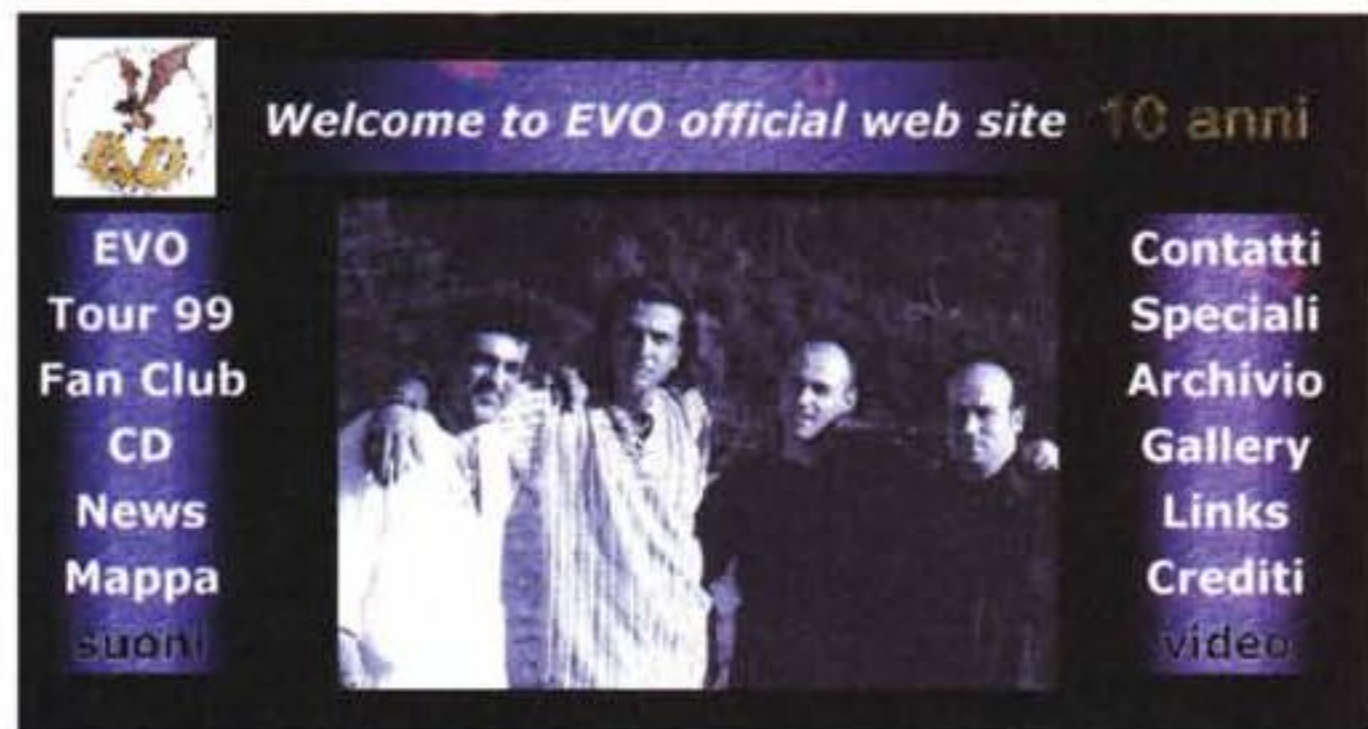 EVO
Welcome to EVO official web site
10 anni
EVO
Tour 99
Fan Club
CD
News
Mappa
suoni
Contatti
Speciali
Archivio
Gallery
Links
Crediti
video